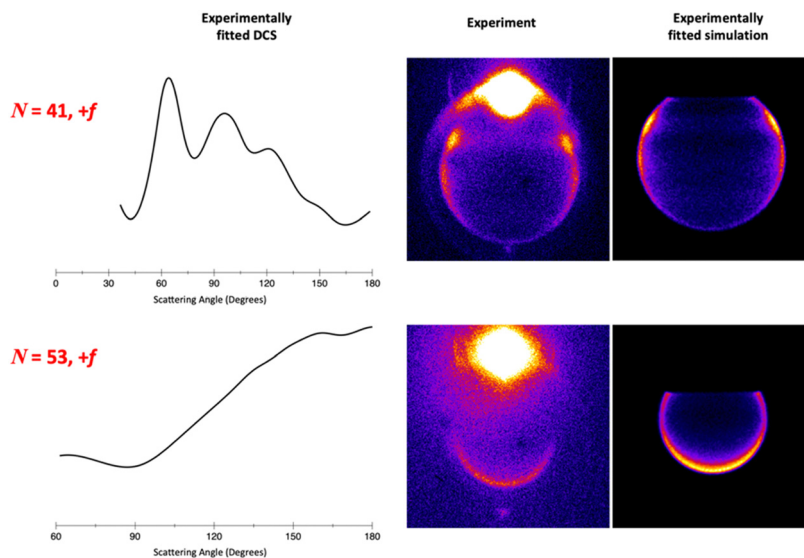 Experimentally
fitted DCS
Experiment
Experimentally
fitted simulation
N = 41, +f
0 30 60 90 120 150 180
Scattering Angle (Degrees)
N = 53, +f
60 90 120 150 180
Scattering Angle (Degrees)